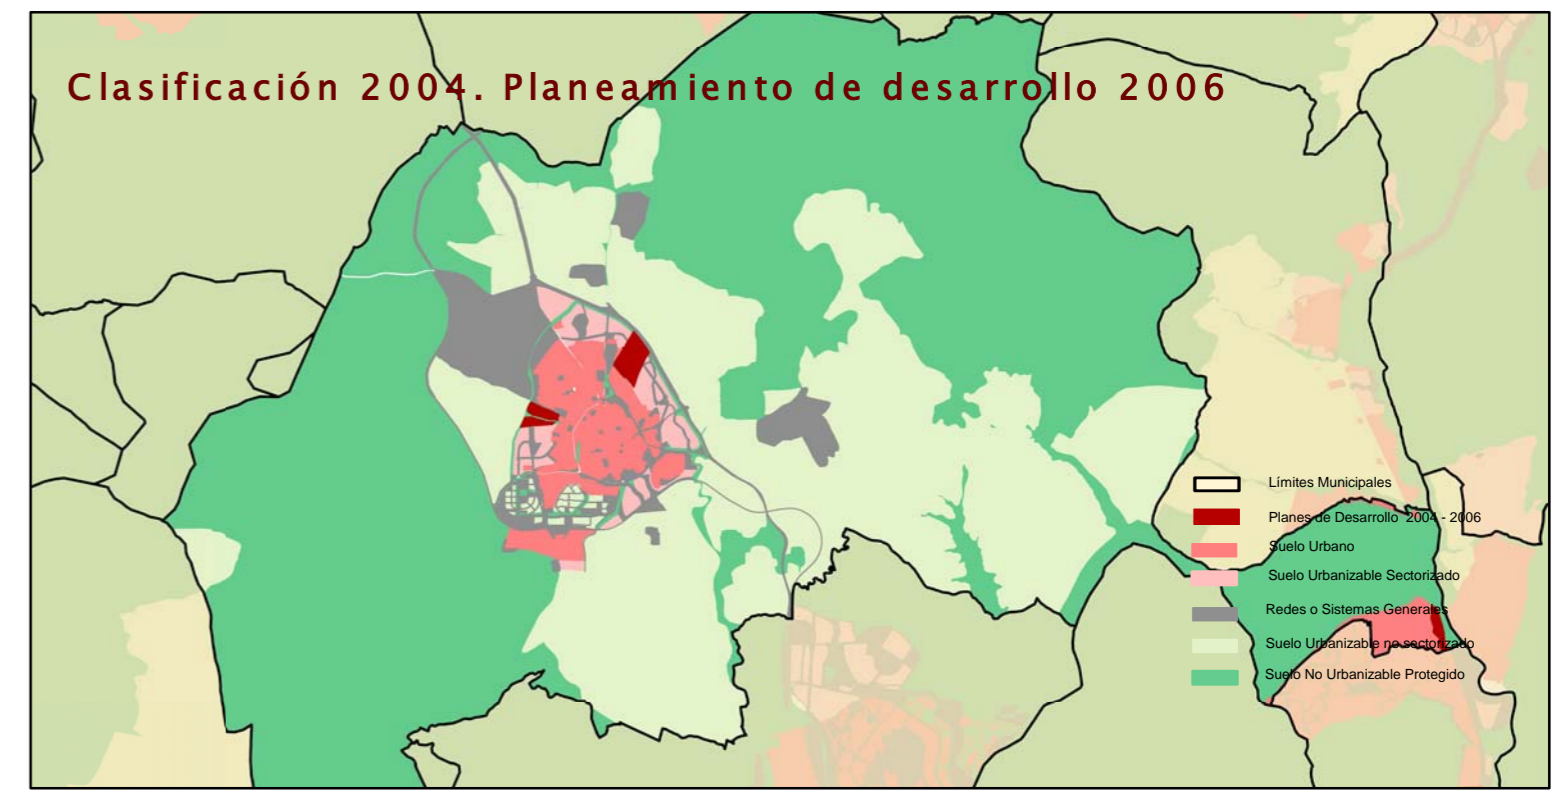 Clasificación 2004. Planeamiento de desarrollo 2006
Límites Municipales
Planes de Desarrollo 2004 - 2006
Suelo Urbano
Suelo Urbanizable Sectorizado
Redes o Sistemas Generales
Suelo Urbanizable no sectorizado
Suelo No Urbanizable Protegido